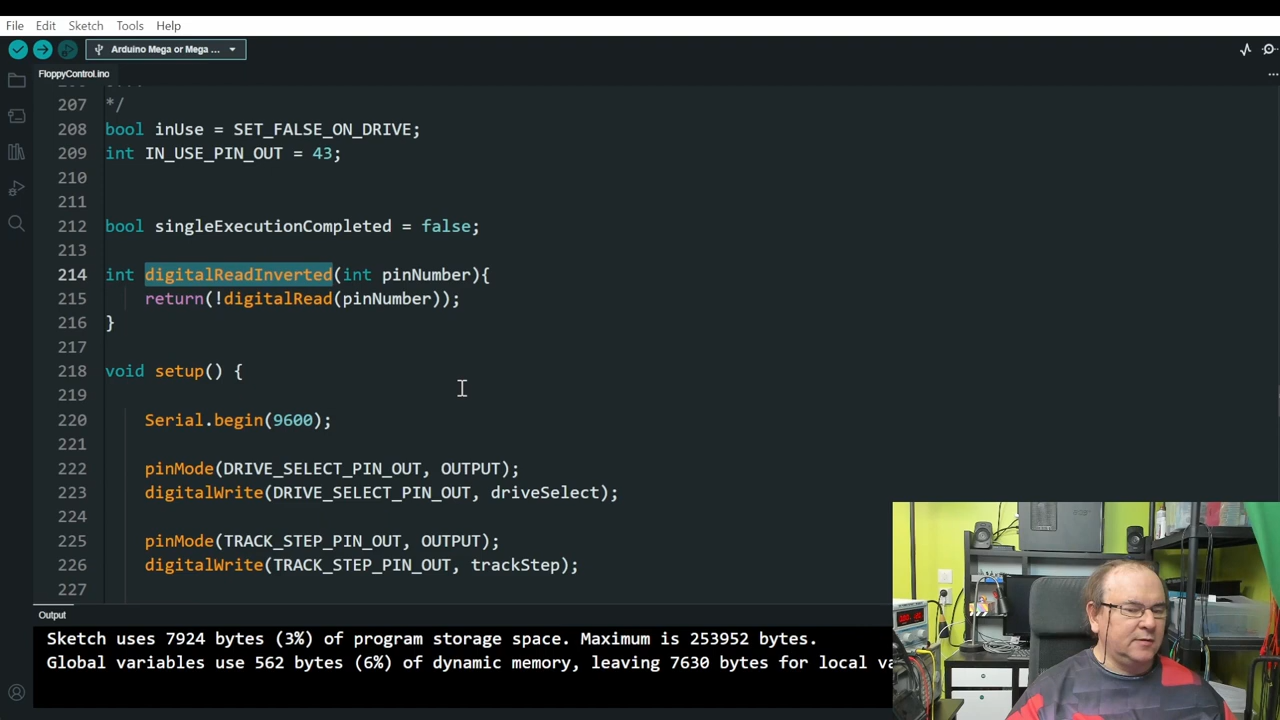 File Edit Sketch Tools Help
Arduino Mega or Mega ...
FloppyControl.ino
207 */
208 bool inUse = SET_FALSE_ON_DRIVE;
209 int IN_USE_PIN_OUT = 43;
210
211
212 bool singleExecutionCompleted = false;
213
214 int digitalReadInverted(int pinNumber){
215 return(!digitalRead(pinNumber));
216 }
217
218 void setup() {
219
220 Serial.begin(9600);
221
222 pinMode(DRIVE_SELECT_PIN_OUT, OUTPUT);
223 digitalWrite(DRIVE_SELECT_PIN_OUT, driveSelect);
224
225 pinMode(TRACK_STEP_PIN_OUT, OUTPUT);
226 digitalWrite(TRACK_STEP_PIN_OUT, trackStep);
227
Output
Sketch uses 7924 bytes (3%) of program storage space. Maximum is 253952 bytes.
Global variables use 562 bytes (6%) of dynamic memory, leaving 7630 bytes for local va